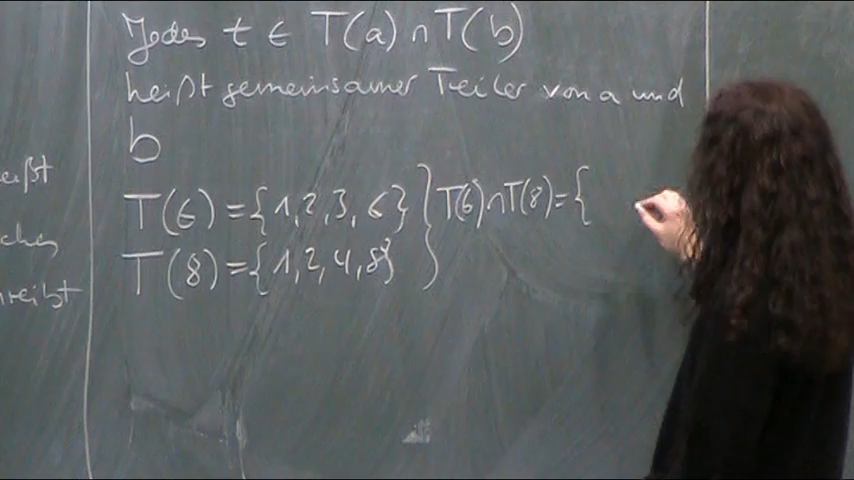 Jedes t ∈ T(a) ∩ T(b)
heißt gemeinsamer Teiler von a und
b
T(6) = {1, 2, 3, 6} } T(6) ∩ T(8) = {
T(8) = {1, 2, 4, 8} }